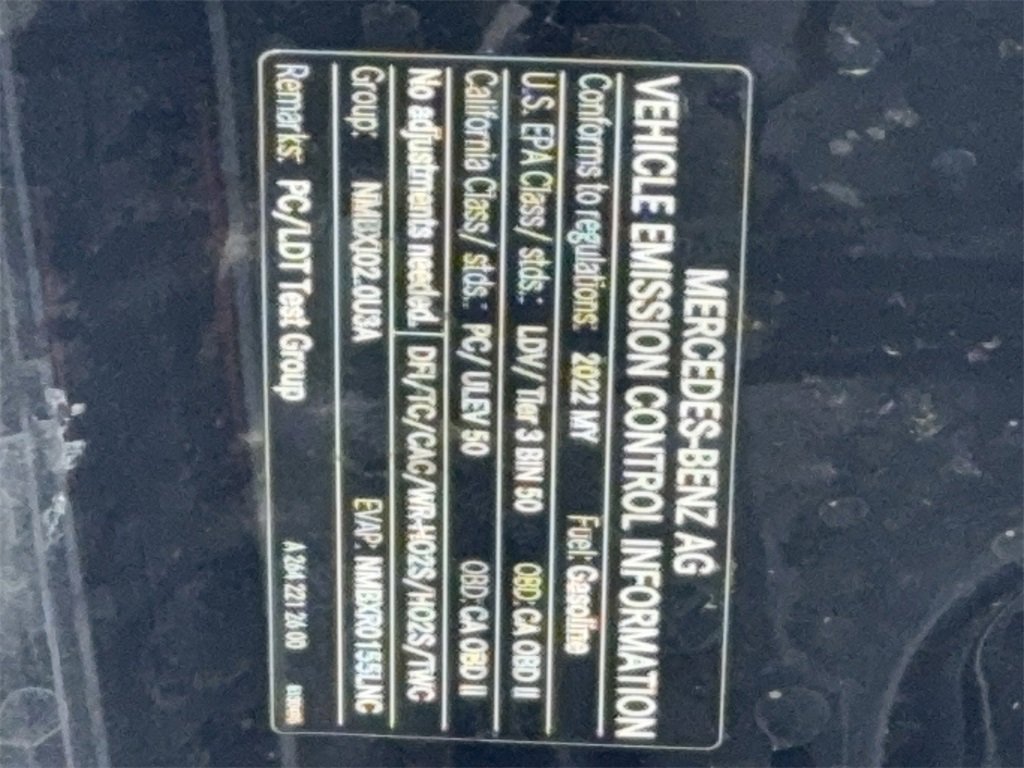 MERCEDES-BENZ AG
VEHICLE EMISSION CONTROL INFORMATION
Conforms to regulations: 2022 MY Fuel: Gasoline
U.S. EPA Class/ stds.: LDV/ Tier 3 BIN 50 OBD: CA OBD II
California Class/ stds.: PC/ ULEV 50 OBD: CA OBD II
No adjustments needed. DFI/TC/CAC/WR-HO2S/HO2S/TWC
Group: NMBXJ02.0U3A EVAP: NMBXR0155LNC
Remarks: PC/LDT Test Group A 264 221 26 00